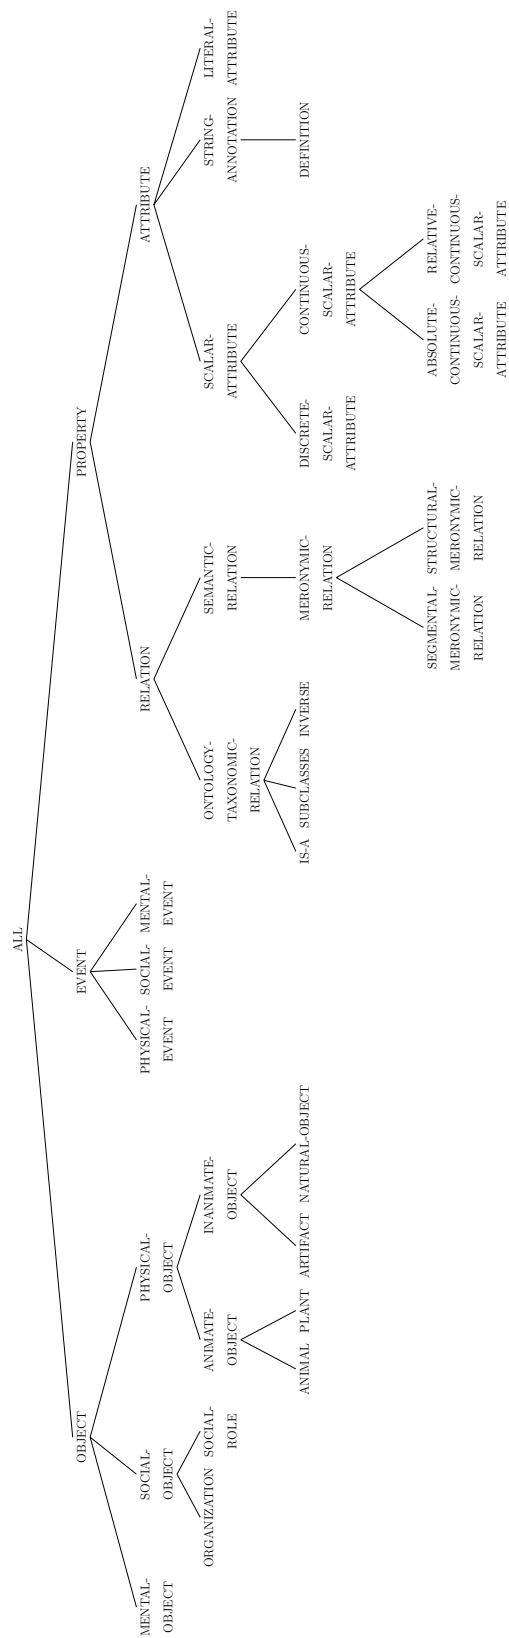 ALL
OBJECT
EVENT
PROPERTY
MENTAL-
OBJECT
SOCIAL-
OBJECT
PHYSICAL-
OBJECT
PHYSICAL-
EVENT
SOCIAL-
EVENT
MENTAL-
EVENT
RELATION
ATTRIBUTE
ORGANIZATION
SOCIAL-
ROLE
ANIMATE-
OBJECT
INANIMATE-
OBJECT
ONTOLOGY-
TAXONOMIC-
RELATION
SEMANTIC-
RELATION
SCALAR-
ATTRIBUTE
STRING-
ANNOTATION
LITERAL-
ATTRIBUTE
ANIMAL
PLANT
ARTIFACT
NATURAL-OBJECT
IS-A
SUBCLASSES
INVERSE
MERONYMIC-
RELATION
DISCRETE-
SCALAR-
ATTRIBUTE
CONTINUOUS-
SCALAR-
ATTRIBUTE
DEFINITION
SEGMENTAL-
MERONYMIC-
RELATION
STRUCTURAL-
MERONYMIC-
RELATION
ABSOLUTE-
CONTINUOUS-
SCALAR-
ATTRIBUTE
RELATIVE-
CONTINUOUS-
SCALAR-
ATTRIBUTE